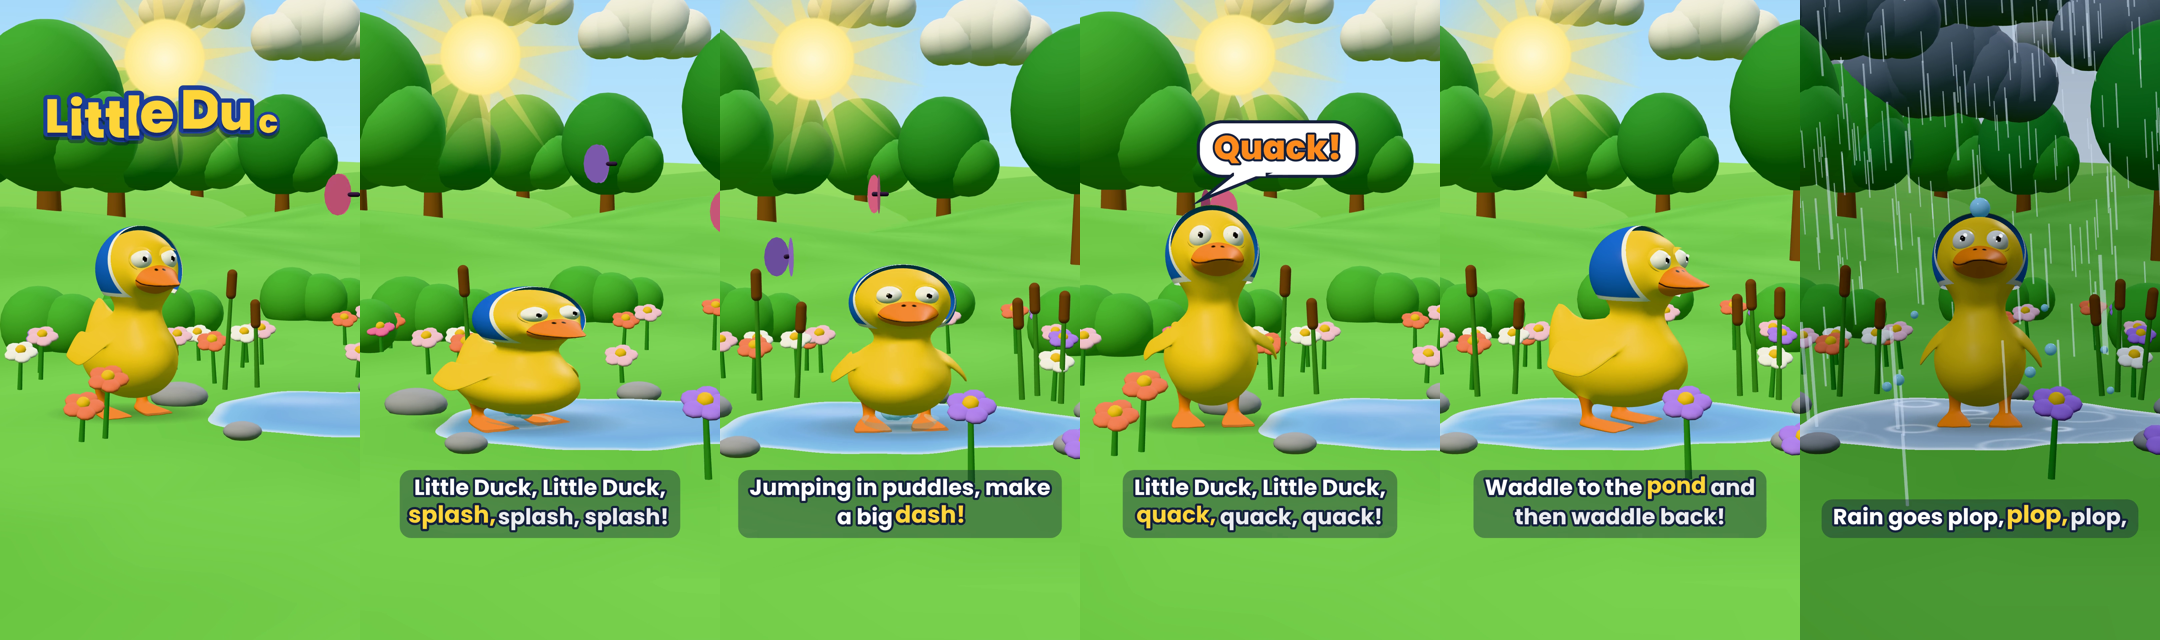 Little Duc
Little Duck, Little Duck,
splash, splash, splash!
Jumping in puddles, make
a big dash!
Quack!
Little Duck, Little Duck,
quack, quack, quack!
Waddle to the pond and
then waddle back!
Rain goes plop, plop, plop,